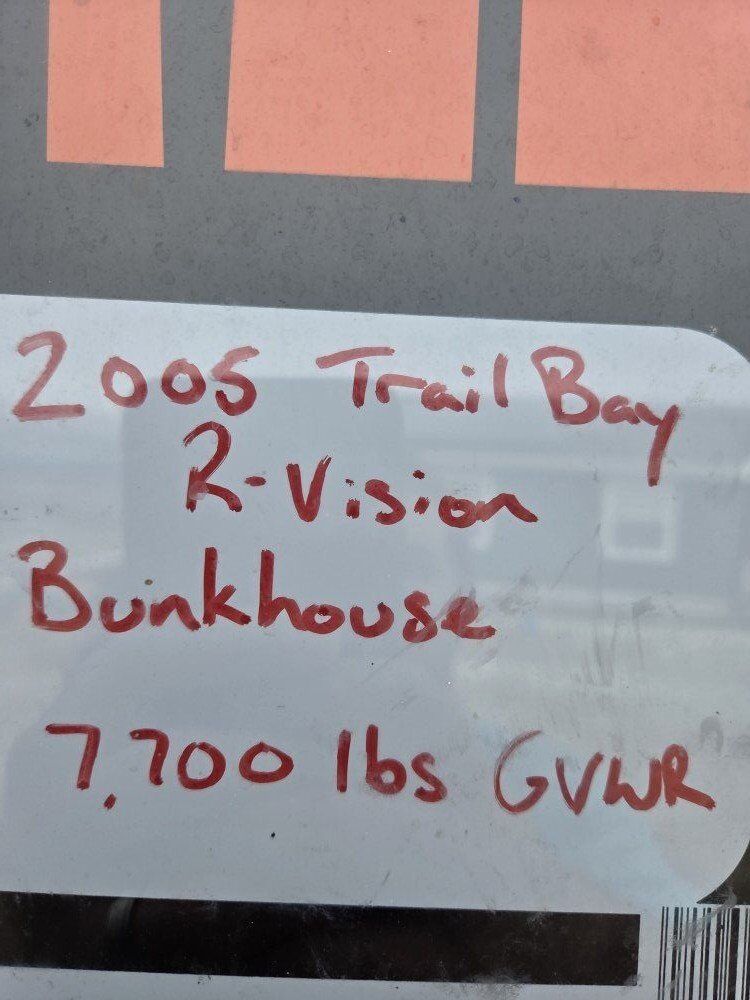 2005 Trail Bay
R-Vision
Bunkhouse
7,700 lbs GVWR